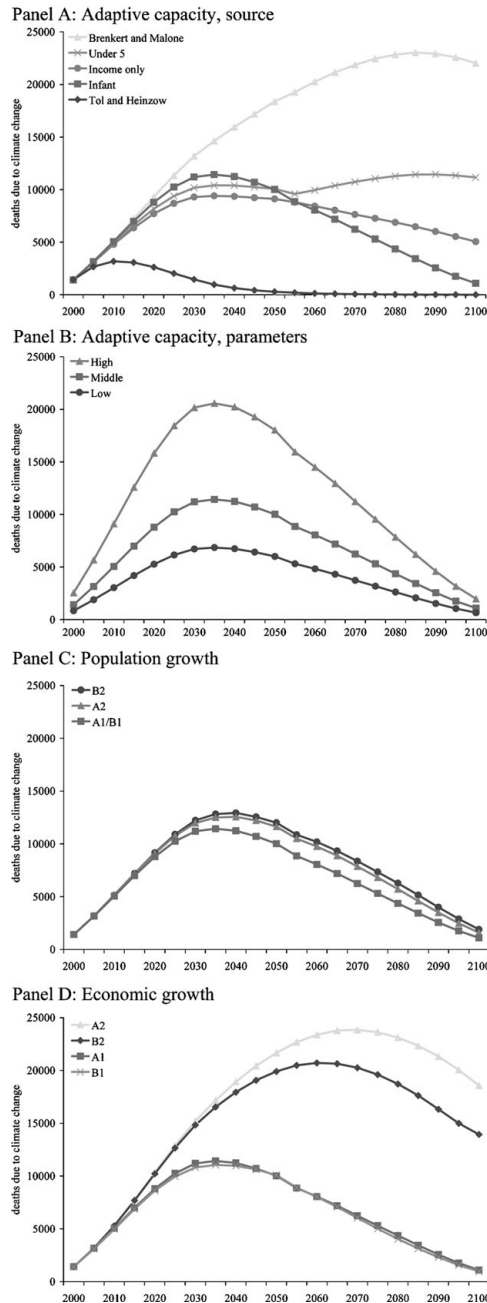 Panel A: Adaptive capacity, source
Brenkert and Malone
Under 5
Income only
Infant
Tol and Heinzow
deaths due to climate change
25000
20000
15000
10000
5000
0
2000 2010 2020 2030 2040 2050 2060 2070 2080 2090 2100
Panel B: Adaptive capacity, parameters
High
Middle
Low
deaths due to climate change
25000
20000
15000
10000
5000
0
2000 2010 2020 2030 2040 2050 2060 2070 2080 2090 2100
Panel C: Population growth
B2
A2
A1/B1
deaths due to climate change
25000
20000
15000
10000
5000
0
2000 2010 2020 2030 2040 2050 2060 2070 2080 2090 2100
Panel D: Economic growth
A2
B2
A1
B1
deaths due to climate change
25000
20000
15000
10000
5000
0
2000 2010 2020 2030 2040 2050 2060 2070 2080 2090 2100